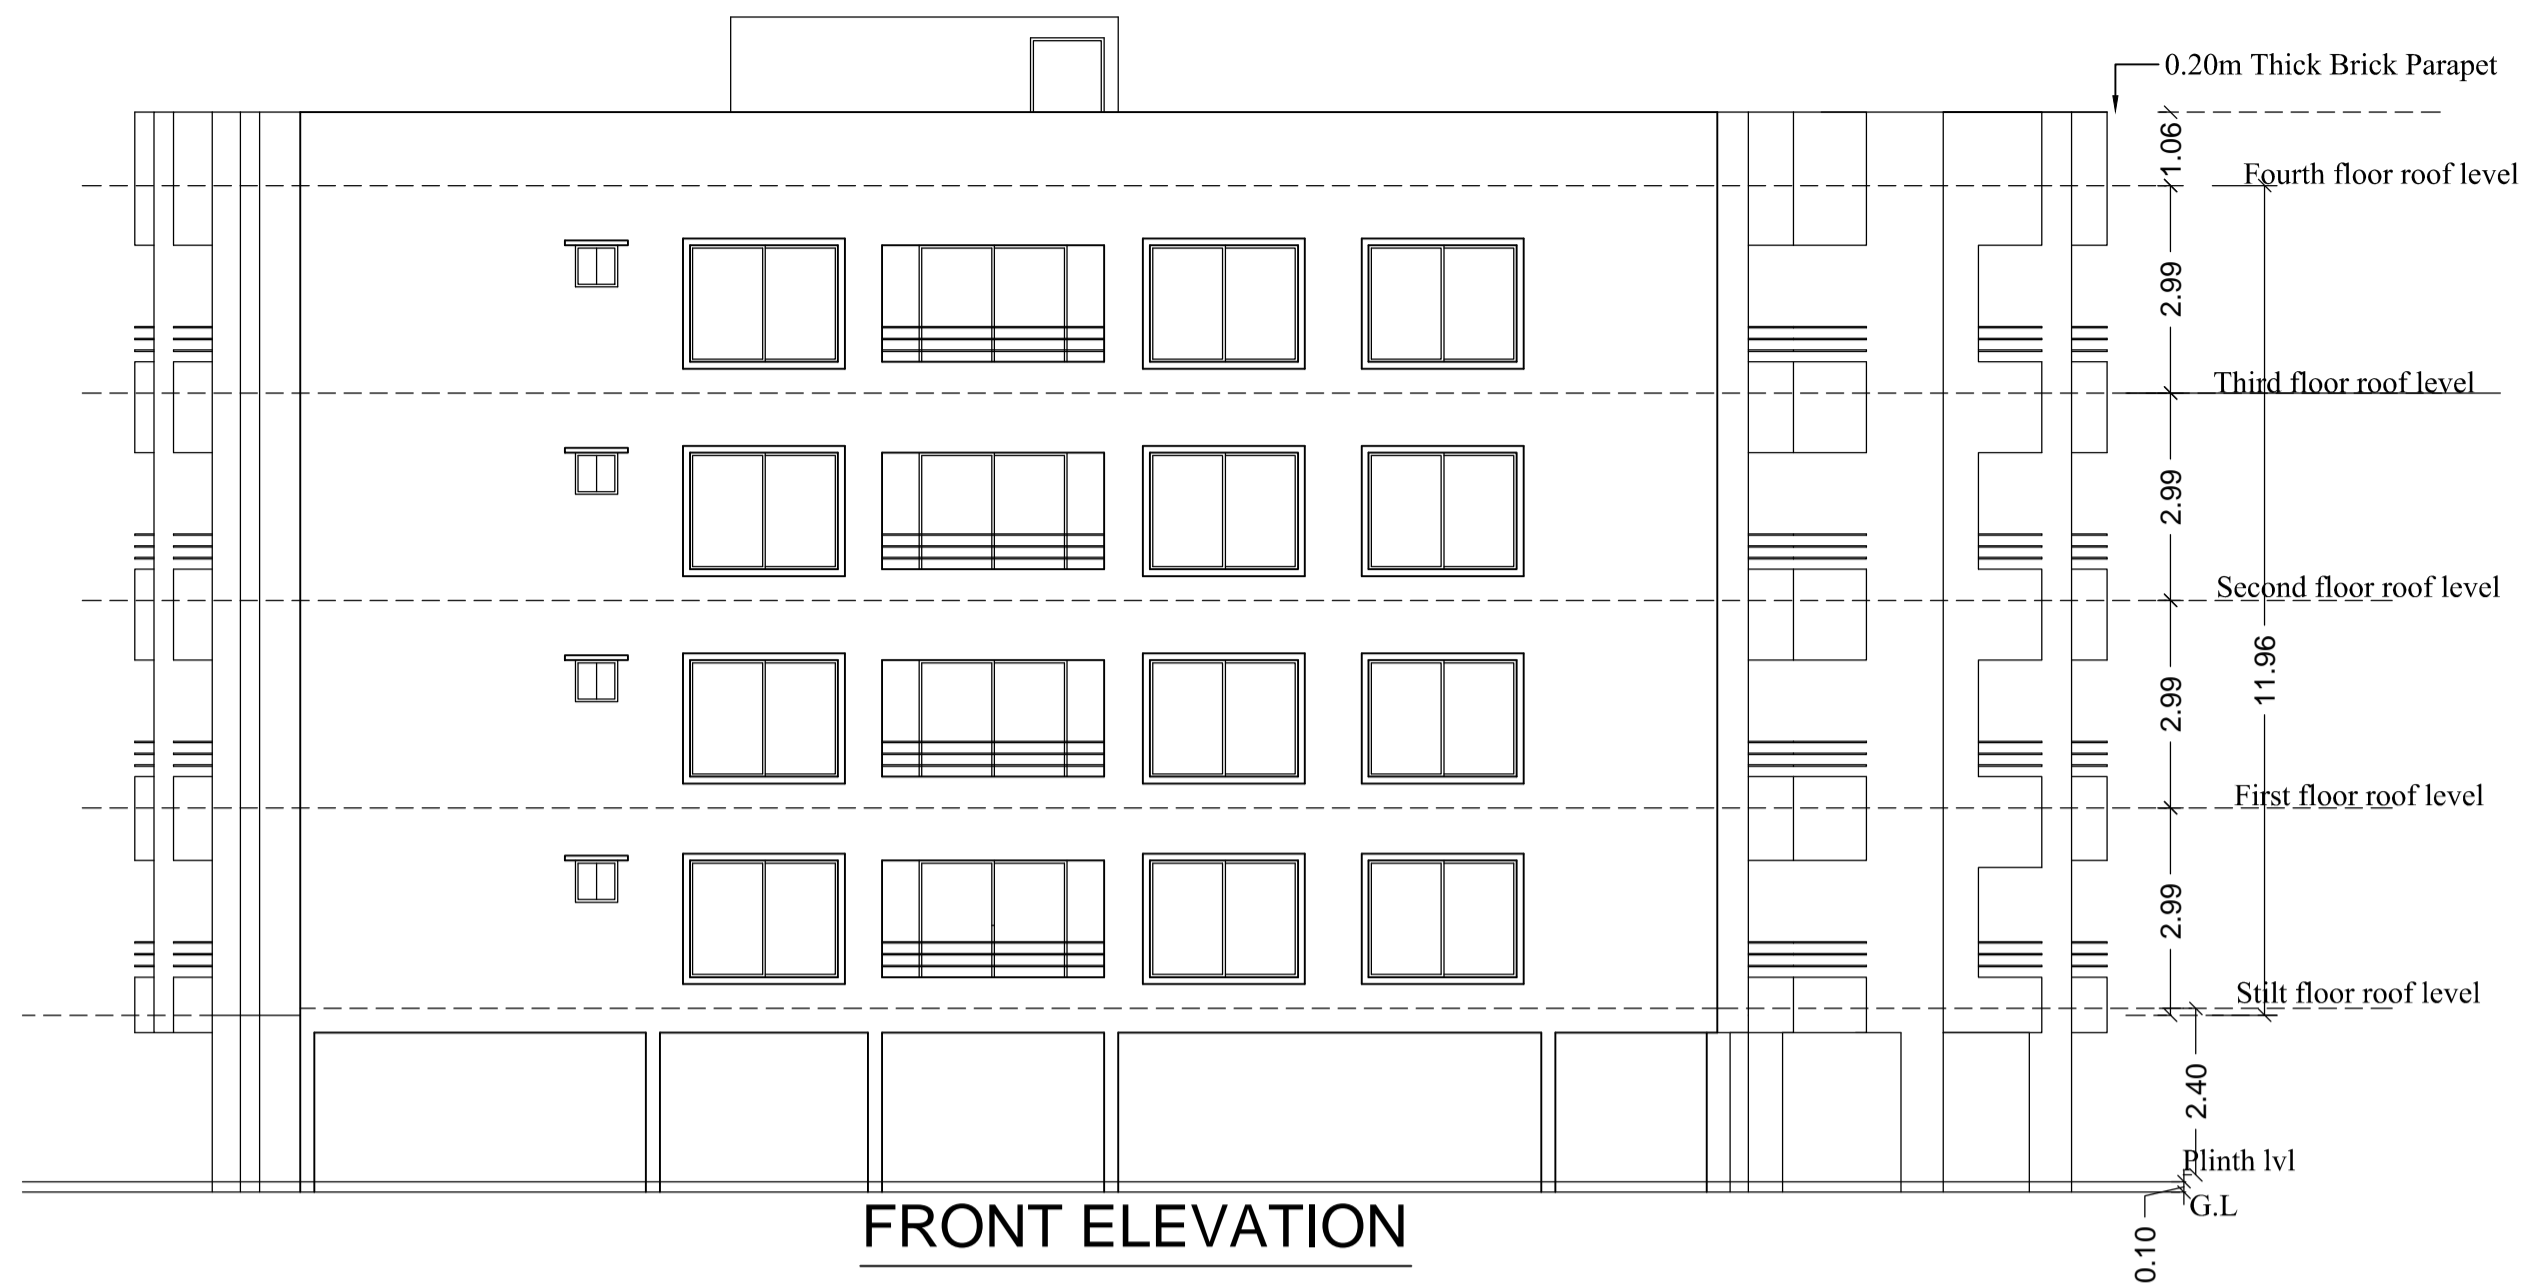 0.20m Thick Brick Parapet
1.06
Fourth floor roof level
2.99
Third floor roof level
2.99
Second floor roof level
11.96
2.99
First floor roof level
2.99
Stilt floor roof level
2.40
Plinth lvl
G.L
0.10
FRONT ELEVATION